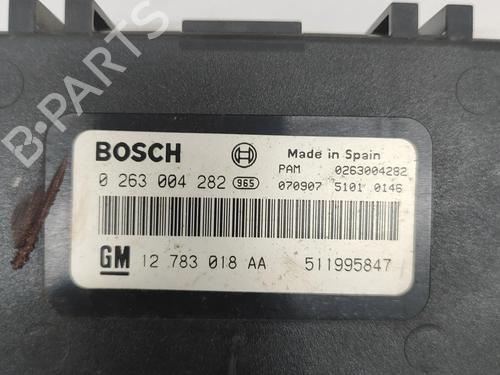 B-PARTS
BOSCH
Made in Spain
0 263 004 282 965
PAM 0263004282
070907 5101 0146
GM 12 783 018 AA 511995847